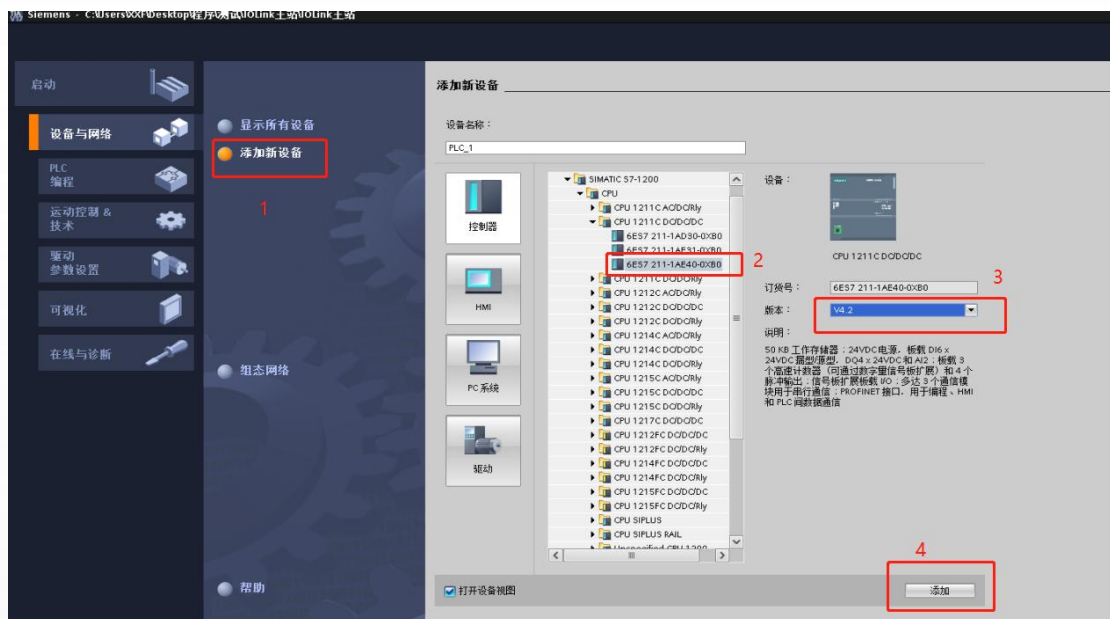 Siemens - C:\Users\XXF\Desktop\程序\测试\IOLink主站\IOLink主站
启动
设备与网络
PLC
编程
运动控制 &
技术
驱动
参数设置
可视化
在线与诊断
显示所有设备
添加新设备
1
组态网络
帮助
添加新设备
设备名称：
PLC_1
控制器
HMI
PC 系统
驱动
SIMATIC S7-1200
CPU
CPU 1211C AC/DC/Rly
CPU 1211C DC/DC/DC
6ES7 211-1AD30-0XB0
6ES7 211-1AE31-0XB0
6ES7 211-1AE40-0XB0
CPU 1211C DC/DC/Rly
CPU 1212C AC/DC/Rly
CPU 1212C DC/DC/DC
CPU 1212C DC/DC/Rly
CPU 1214C AC/DC/Rly
CPU 1214C DC/DC/DC
CPU 1214C DC/DC/Rly
CPU 1215C AC/DC/Rly
CPU 1215C DC/DC/DC
CPU 1215C DC/DC/Rly
CPU 1217C DC/DC/DC
CPU 1212FC DC/DC/DC
CPU 1212FC DC/DC/Rly
CPU 1214FC DC/DC/DC
CPU 1214FC DC/DC/Rly
CPU 1215FC DC/DC/DC
CPU 1215FC DC/DC/Rly
CPU SIPLUS
CPU SIPLUS RAIL
Unspecified CPU 1200
2
设备：
CPU 1211C DC/DC/DC
订货号：
6ES7 211-1AE40-0XB0
3
版本：
V4.2
说明：
50 KB 工作存储器；24VDC电源，板载 DI6 x
24VDC 漏型/源型，DQ4 x 24VDC 和 AI2；板载 3
个高速计数器（可通过数字量信号板扩展）和 4 个
脉冲输出；信号板扩展板载 I/O；多达 3 个通信模
块用于串行通信；PROFINET 接口，用于编程、HMI
和 PLC 间数据通信
4
打开设备视图
添加